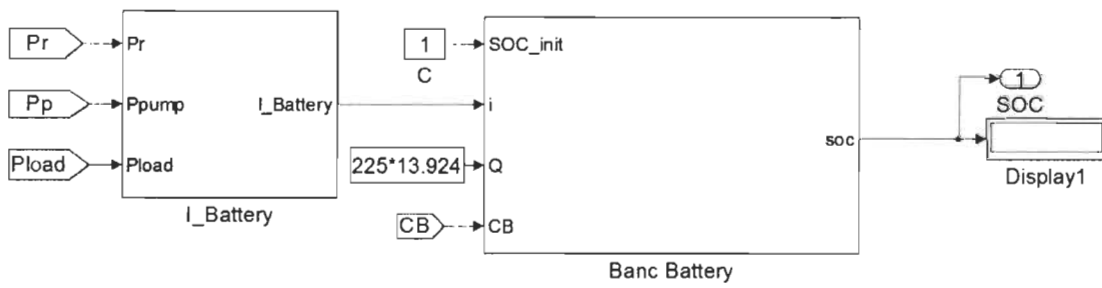 Pr
Pr
Pp
Ppump
I_Battery
Pload
Pload
I_Battery
1
C
SOC_init
i
225*13.924
Q
CB
CB
soc
Banc Battery
1
SOC
Display1